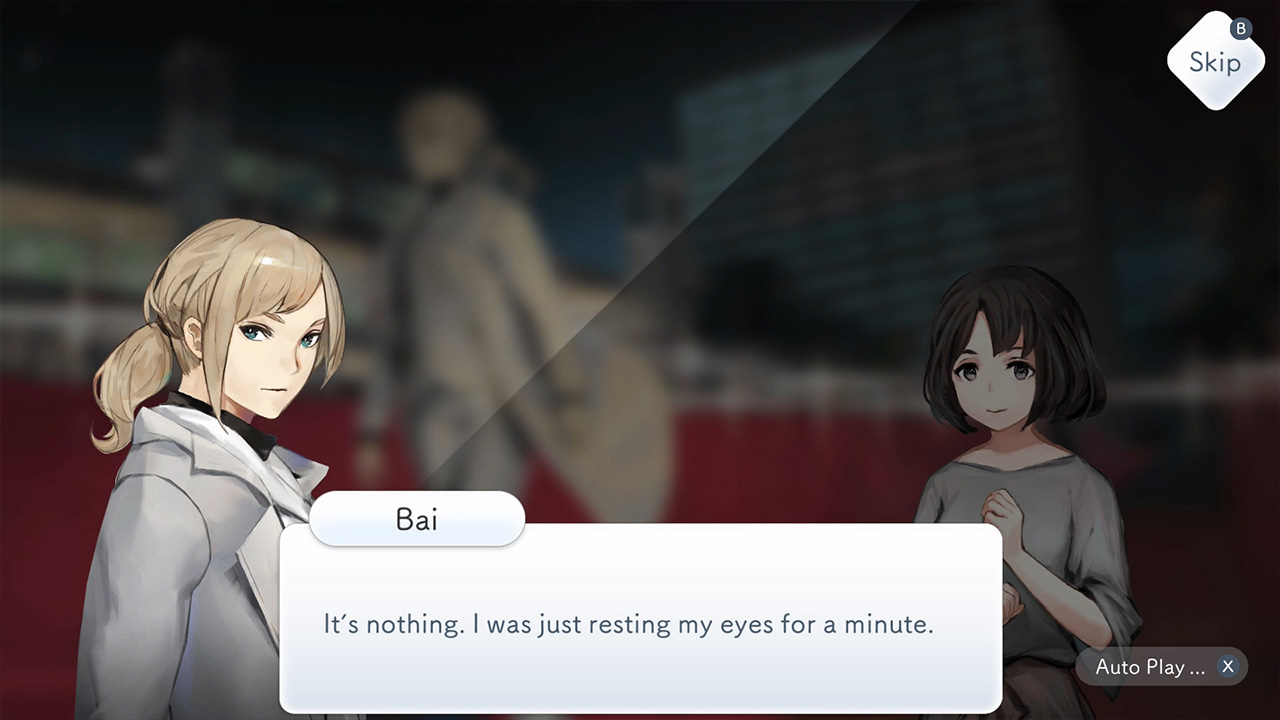 B
Skip
Bai
It´s nothing. I was just resting my eyes for a minute.
Auto Play ... X